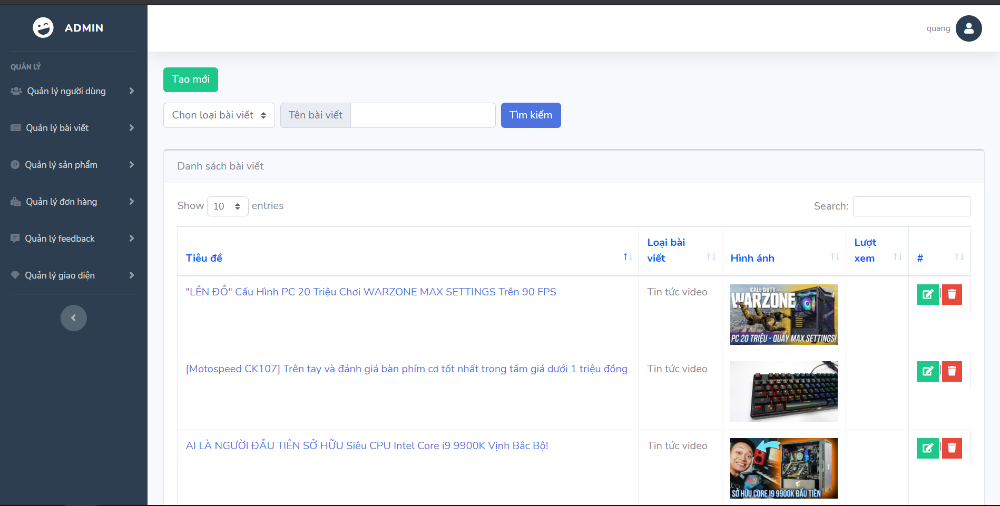 ADMIN
quang
QUẢN LÝ
Quản lý người dùng
Quản lý bài viết
Quản lý sản phẩm
Quản lý đơn hàng
Quản lý feedback
Quản lý giao diện
Tạo mới
Chọn loại bài viết
Tên bài viết
Tìm kiếm
Danh sách bài viết
Show 10 entries
Search:
Tiêu đề
Loại bài viết
Hình ảnh
Lượt xem
#
"LÊN ĐỒ" Cấu Hình PC 20 Triệu Chơi WARZONE MAX SETTINGS Trên 90 FPS
Tin tức video
CALL OF DUTY
WARZONE
PC 20 TRIỆU - QUẨY MAX SETTINGS!
|
[Motospeed CK107] Trên tay và đánh giá bàn phím cơ tốt nhất trong tầm giá dưới 1 triệu đồng
Tin tức video
|
AI LÀ NGƯỜI ĐẦU TIÊN SỞ HỮU Siêu CPU Intel Core i9 9900K Vịnh Bắc Bộ!
Tin tức video
SỞ HỮU CORE I9 9900K ĐẦU TIÊN
|